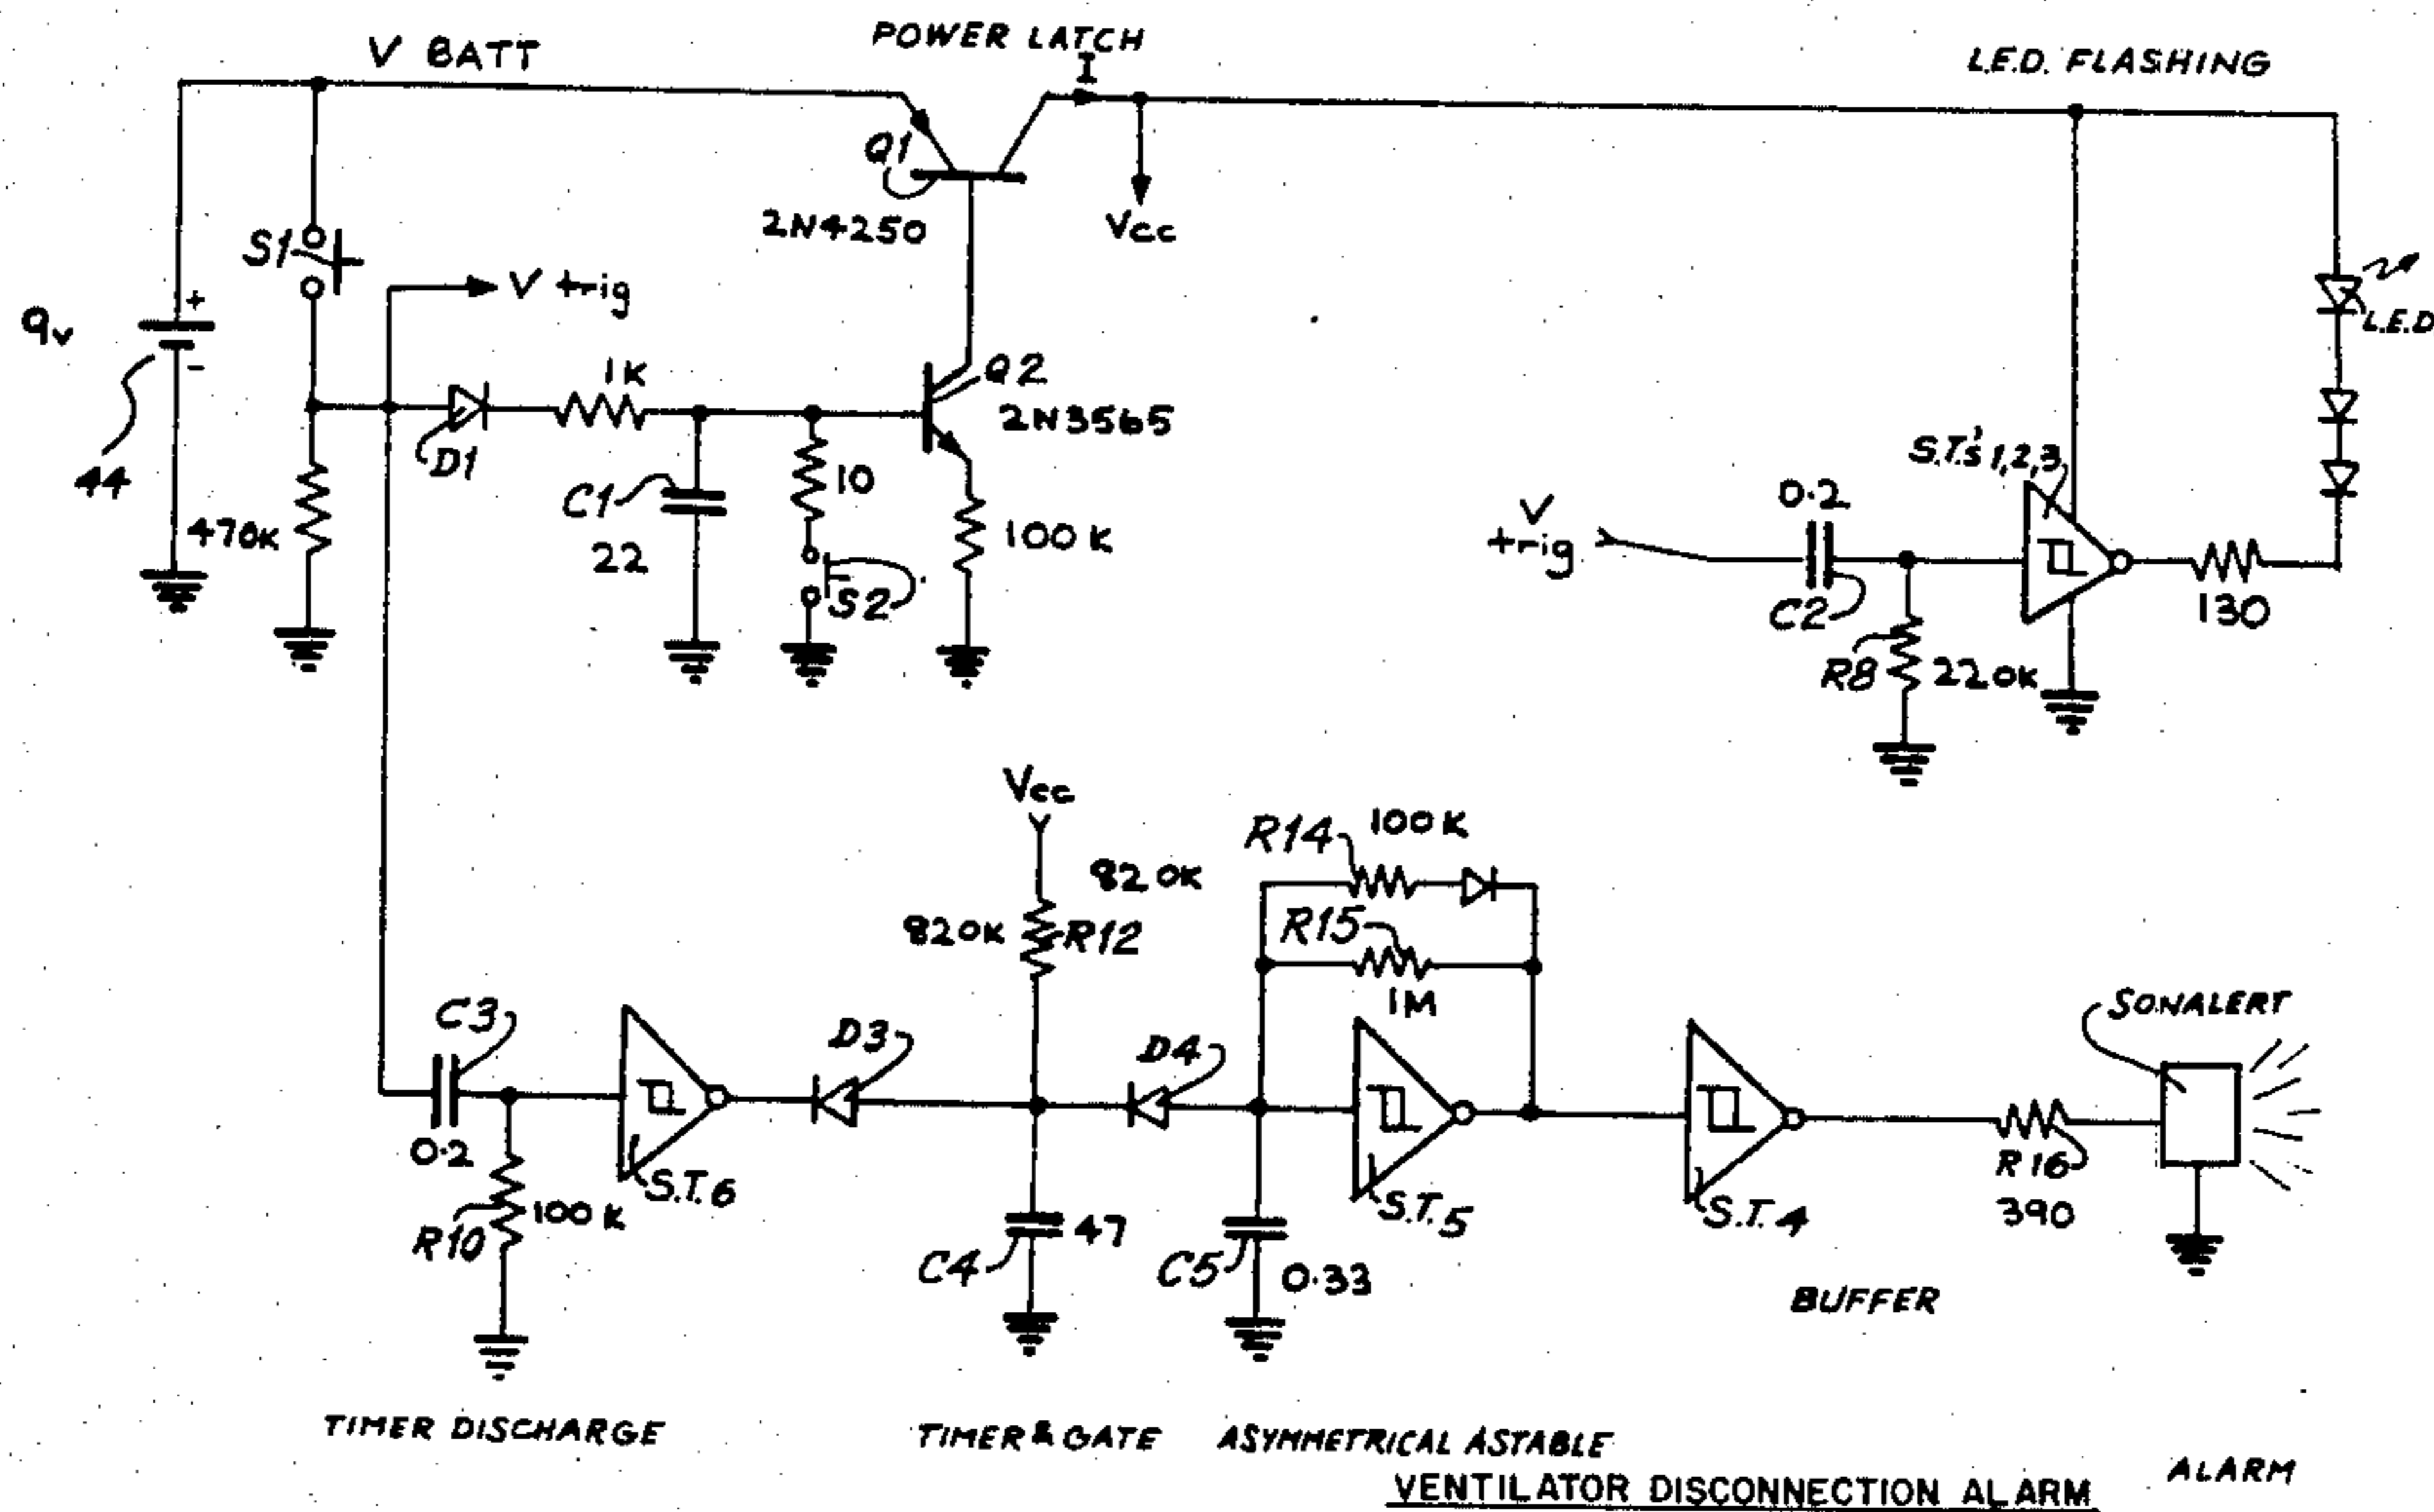 V BATT
POWER LATCH
I
L.E.D. FLASHING
Q1
2N4250
Vcc
S1
V trig
9v
+
-
44
470K
D1
1K
C1
22
10
S2
Q2
2N3565
100K
L.E.D
S.T.'s 1,2,3
V
trig
0.2
C2
R8
220K
130
Vcc
820K
820K
R12
R14
100K
R15
1M
C3
0.2
R10
100K
S.T.6
D3
D4
C4
47
C5
0.33
S.T.5
S.T.4
R16
390
SONALERT
BUFFER
TIMER DISCHARGE
TIMER & GATE
ASYMMETRICAL ASTABLE
ALARM
VENTILATOR DISCONNECTION ALARM